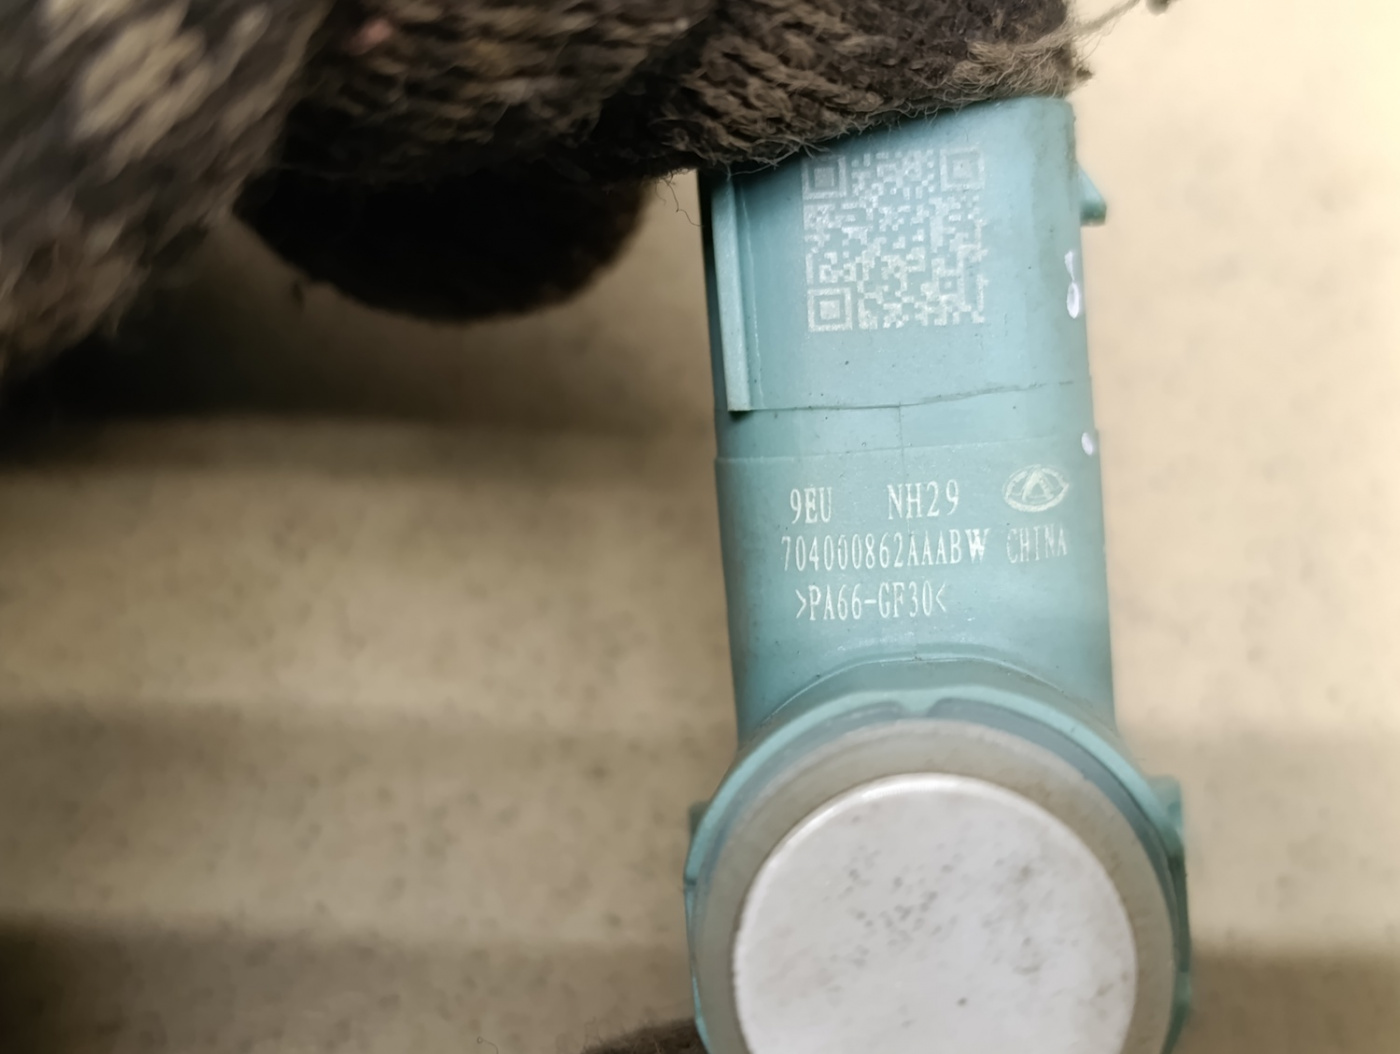 9EU NH29
704000862AAABW CHINA
>PA66-GF30<